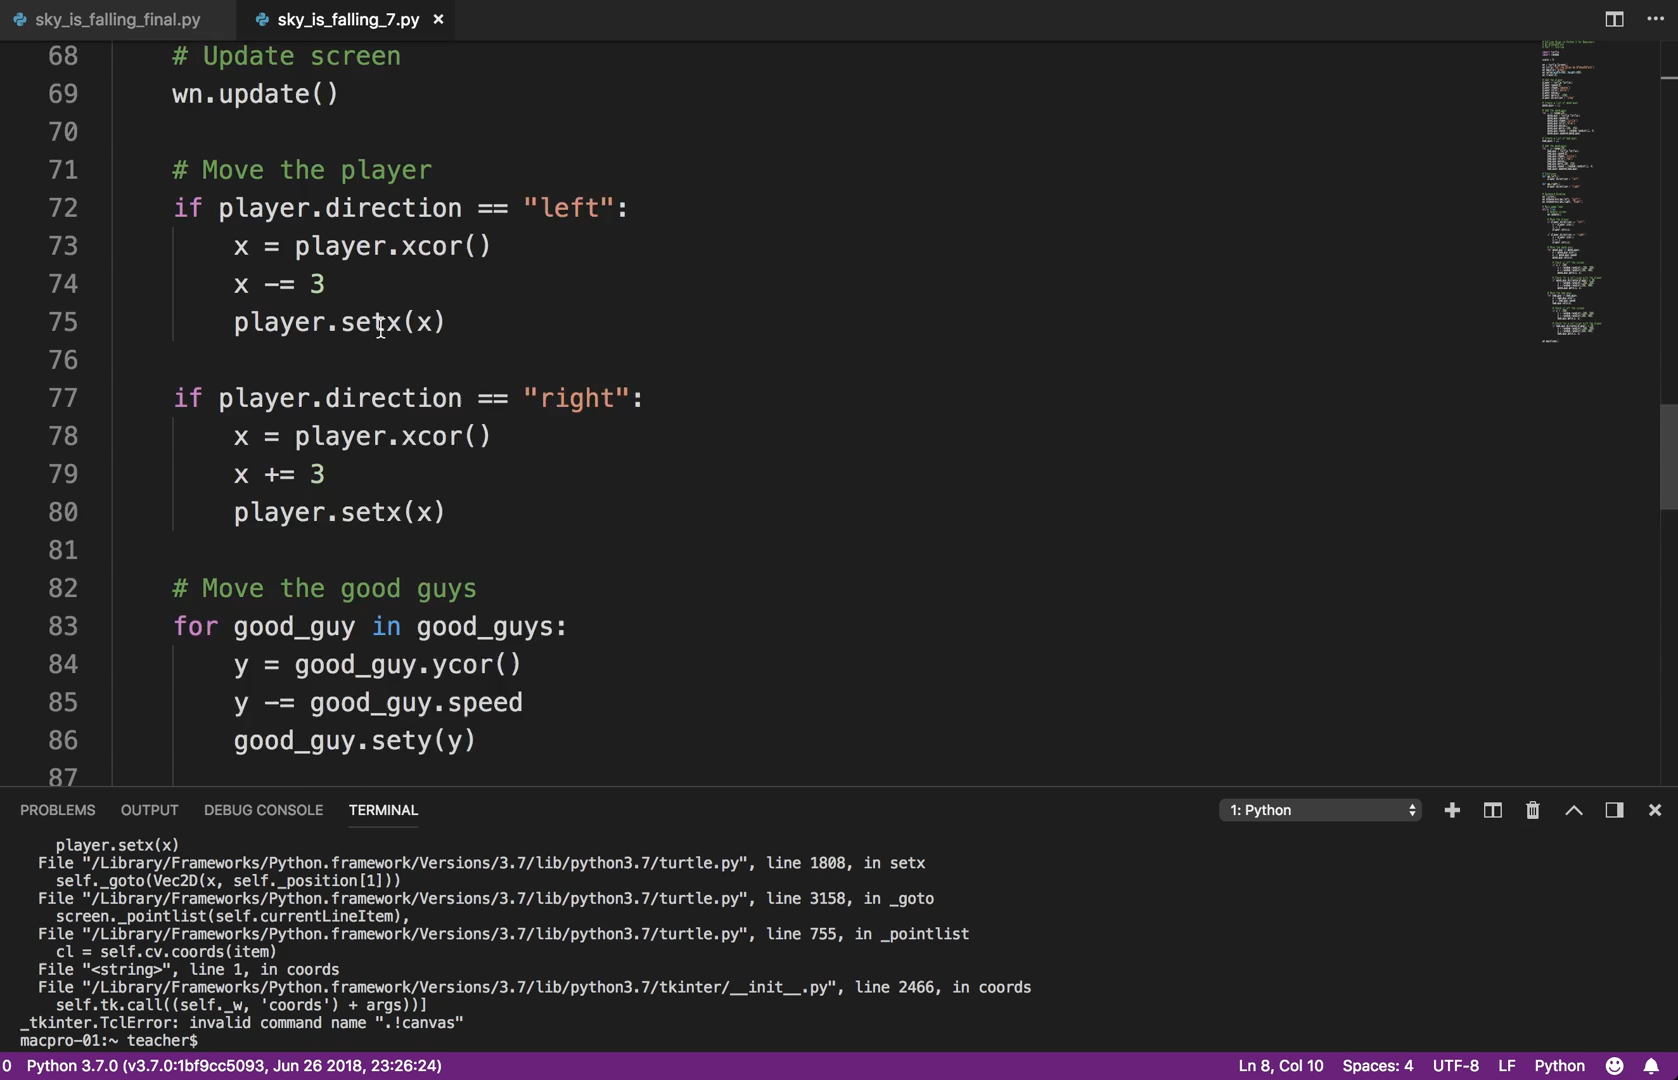 sky_is_falling_final.py
sky_is_falling_7.py ×
68 # Update screen
69 wn.update()
70
71 # Move the player
72 if player.direction == "left":
73 x = player.xcor()
74 x -= 3
75 player.setx(x)
76
77 if player.direction == "right":
78 x = player.xcor()
79 x += 3
80 player.setx(x)
81
82 # Move the good guys
83 for good_guy in good_guys:
84 y = good_guy.ycor()
85 y -= good_guy.speed
86 good_guy.sety(y)
87
PROBLEMS OUTPUT DEBUG CONSOLE TERMINAL 1: Python
player.setx(x)
File "/Library/Frameworks/Python.framework/Versions/3.7/lib/python3.7/turtle.py", line 1808, in setx
self._goto(Vec2D(x, self._position[1]))
File "/Library/Frameworks/Python.framework/Versions/3.7/lib/python3.7/turtle.py", line 3158, in _goto
screen._pointlist(self.currentLineItem),
File "/Library/Frameworks/Python.framework/Versions/3.7/lib/python3.7/turtle.py", line 755, in _pointlist
cl = self.cv.coords(item)
File "<string>", line 1, in coords
File "/Library/Frameworks/Python.framework/Versions/3.7/lib/python3.7/tkinter/__init__.py", line 2466, in coords
self.tk.call((self._w, 'coords') + args))]
_tkinter.TclError: invalid command name ".!canvas"
macpro-01:~ teacher$
0 Python 3.7.0 (v3.7.0:1bf9cc5093, Jun 26 2018, 23:26:24) Ln 8, Col 10 Spaces: 4 UTF-8 LF Python